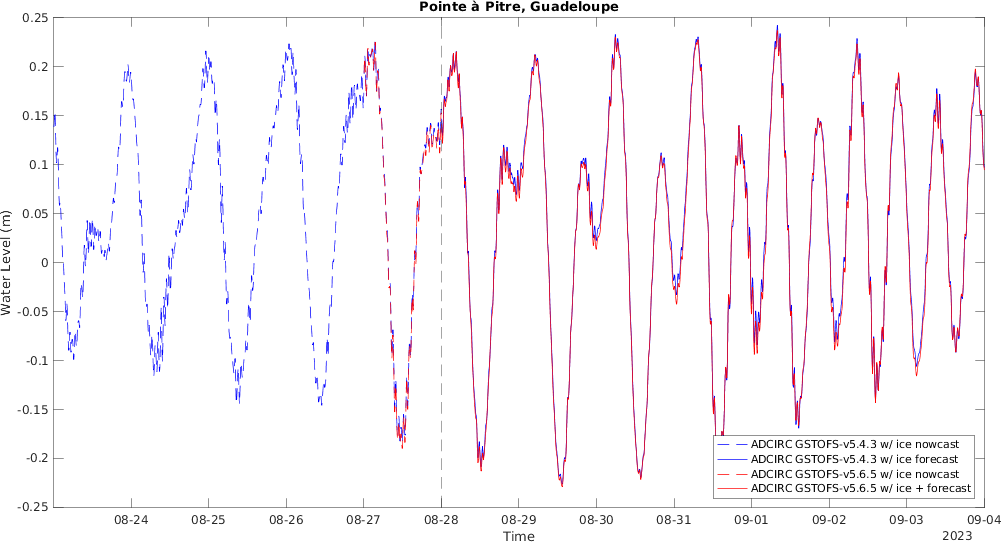 Pointe à Pitre, Guadeloupe
0.25
0.2
0.15
0.1
0.05
0
-0.05
-0.1
-0.15
-0.2
-0.25
Water Level (m)
ADCIRC GSTOFS-v5.4.3 w/ ice nowcast
ADCIRC GSTOFS-v5.4.3 w/ ice forecast
ADCIRC GSTOFS-v5.6.5 w/ ice nowcast
ADCIRC GSTOFS-v5.6.5 w/ ice + forecast
08-24 08-25 08-26 08-27 08-28 08-29 08-30 08-31 09-01 09-02 09-03 09-04
Time
2023